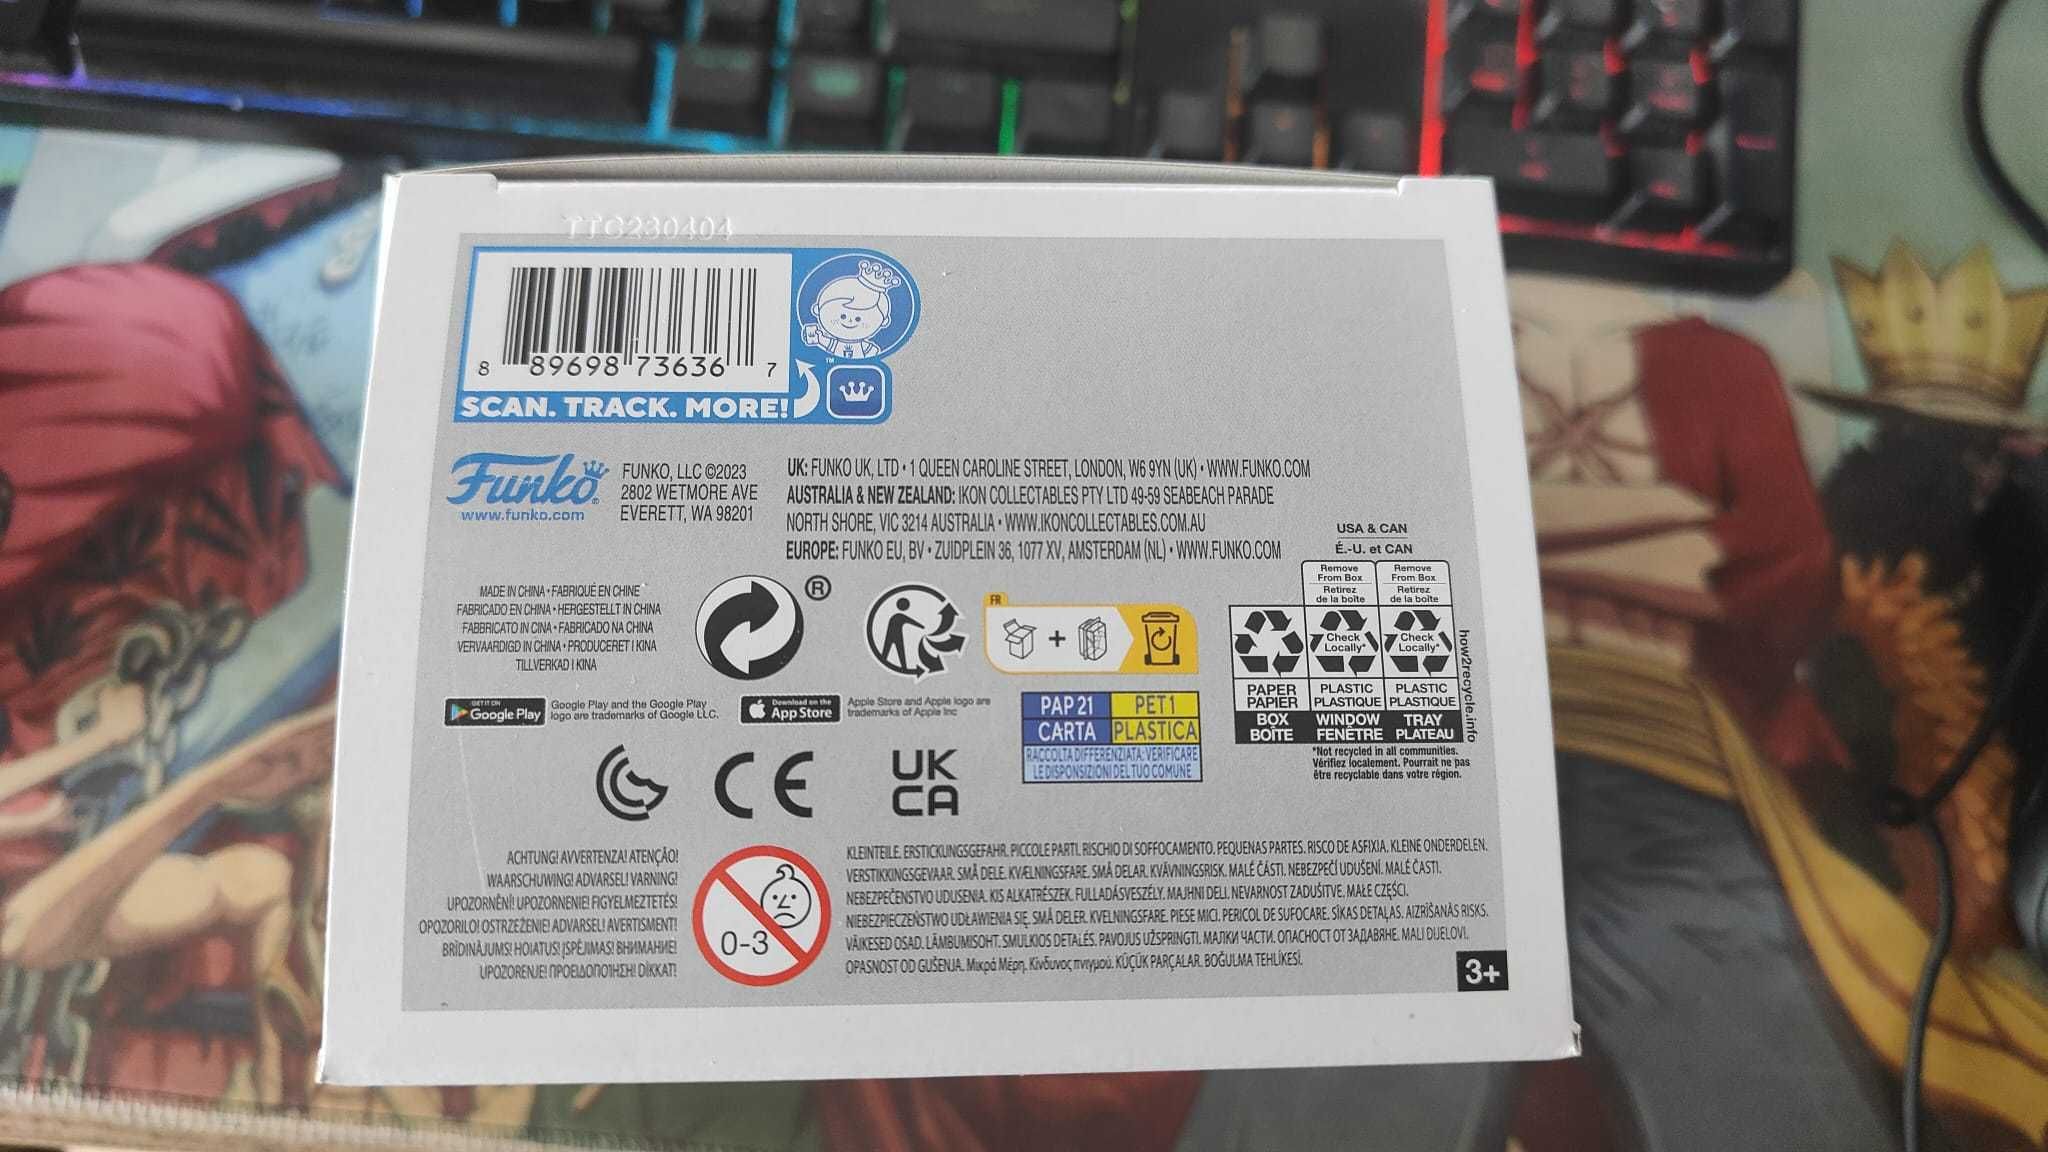 TTC230404
8 89698 73636 7
™
SCAN. TRACK. MORE!
Funko®
www.funko.com
FUNKO, LLC ©2023
2802 WETMORE AVE
EVERETT, WA 98201
UK: FUNKO UK, LTD • 1 QUEEN CAROLINE STREET, LONDON, W6 9YN (UK) • WWW.FUNKO.COM
AUSTRALIA & NEW ZEALAND: IKON COLLECTABLES PTY LTD 49-59 SEABEACH PARADE
NORTH SHORE, VIC 3214 AUSTRALIA • WWW.IKONCOLLECTABLES.COM.AU
EUROPE: FUNKO EU, BV • ZUIDPLEIN 36, 1077 XV, AMSTERDAM (NL) • WWW.FUNKO.COM
USA & CAN
É.-U. et CAN
MADE IN CHINA • FABRIQUÉ EN CHINE
FABRICADO EN CHINA • HERGESTELLT IN CHINA
FABBRICATO IN CINA • FABRICADO NA CHINA
VERVAARDIGD IN CHINA • PRODUCERET I KINA
TILLVERKAD I KINA
®
FR
+
Remove From Box
Retirez de la boîte
Remove From Box
Retirez de la boîte
Check Locally*
Check Locally*
PAPER PAPIER
PLASTIC PLASTIQUE
PLASTIC PLASTIQUE
BOX BOÎTE
WINDOW FENÊTRE
TRAY PLATEAU
how2recycle.info
*Not recycled in all communities.
Vérifiez localement. Pourrait ne pas
être recyclable dans votre région.
GET IT ON
Google Play
Google Play and the Google Play
logo are trademarks of Google LLC.
Download on the
App Store
Apple Store and Apple logo are
trademarks of Apple Inc
PAP 21 PET 1
CARTA PLASTICA
RACCOLTA DIFFERENZIATA: VERIFICARE
LE DISPONSIZIONI DEL TUO COMUNE
CE
UK
CA
ACHTUNG! AVVERTENZA! ATENÇÃO!
WAARSCHUWING! ADVARSEL! VARNING!
UPOZORNĚNÍ! UPOZORNENIE! FIGYELMEZTETÉS!
OPOZORILO! OSTRZEŻENIE! ADVARSEL! AVERTISMENT!
BRĪDINĀJUMS! HOIATUS! ĮSPĖJIMAS! ВНИМАНИЕ!
UPOZORENJE! ΠΡΟΕΙΔΟΠΟΙΗΣΗ! DİKKAT!
0-3
KLEINTEILE. ERSTICKUNGSGEFAHR. PICCOLE PARTI. RISCHIO DI SOFFOCAMENTO. PEQUENAS PARTES. RISCO DE ASFIXIA. KLEINE ONDERDELEN.
VERSTIKKINGSGEVAAR. SMÅ DELE. KVÆLNINGSFARE. SMÅ DELAR. KVÄVNINGSRISK. MALÉ ČÁSTI. NEBEZPEČÍ UDUŠENÍ. MALÉ ČASTI.
NEBEZPEČENSTVO UDUSENIA. KIS ALKATRÉSZEK. FULLADÁSVESZÉLY. MAJHNI DELI. NEVARNOST ZADUŠITVE. MAŁE CZĘŚCI.
NIEBEZPIECZEŃSTWO UDŁAWIENIA SIĘ. SMÅ DELER. KVELNINGSFARE. PIESE MICI. PERICOL DE SUFOCARE. SĪKAS DETAĻAS. AIZRĪŠANĀS RISKS.
VÄIKESED OSAD. LÄMBUMISOHT. SMULKIOS DETALĖS. PAVOJUS UŽSPRINGTI. МАЛКИ ЧАСТИ. ОПАСНОСТ ОТ ЗАДАВЯНЕ. MALI DIJELOVI.
OPASNOST OD GUŠENJA. Μικρά Μέρη. Κίνδυνος πνιγμού. KÜÇÜK PARÇALAR. BOĞULMA TEHLİKESİ.
3+